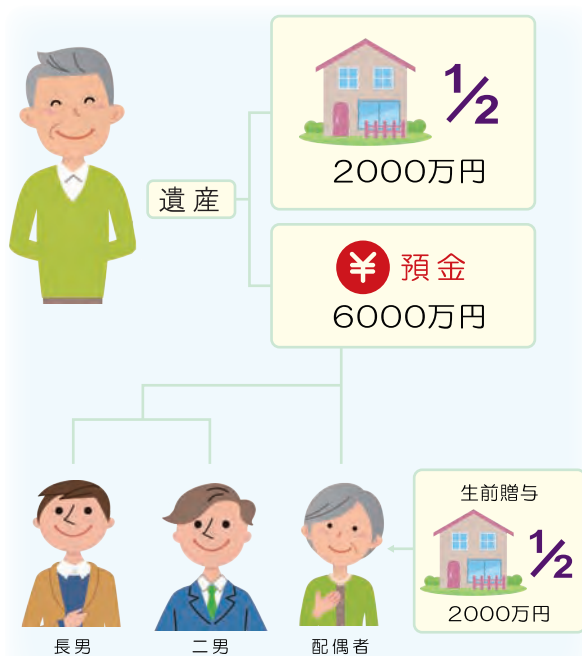 1/2
2000万円
遺産
¥ 預金
6000万円
生前贈与
1/2
2000万円
長男
二男
配偶者